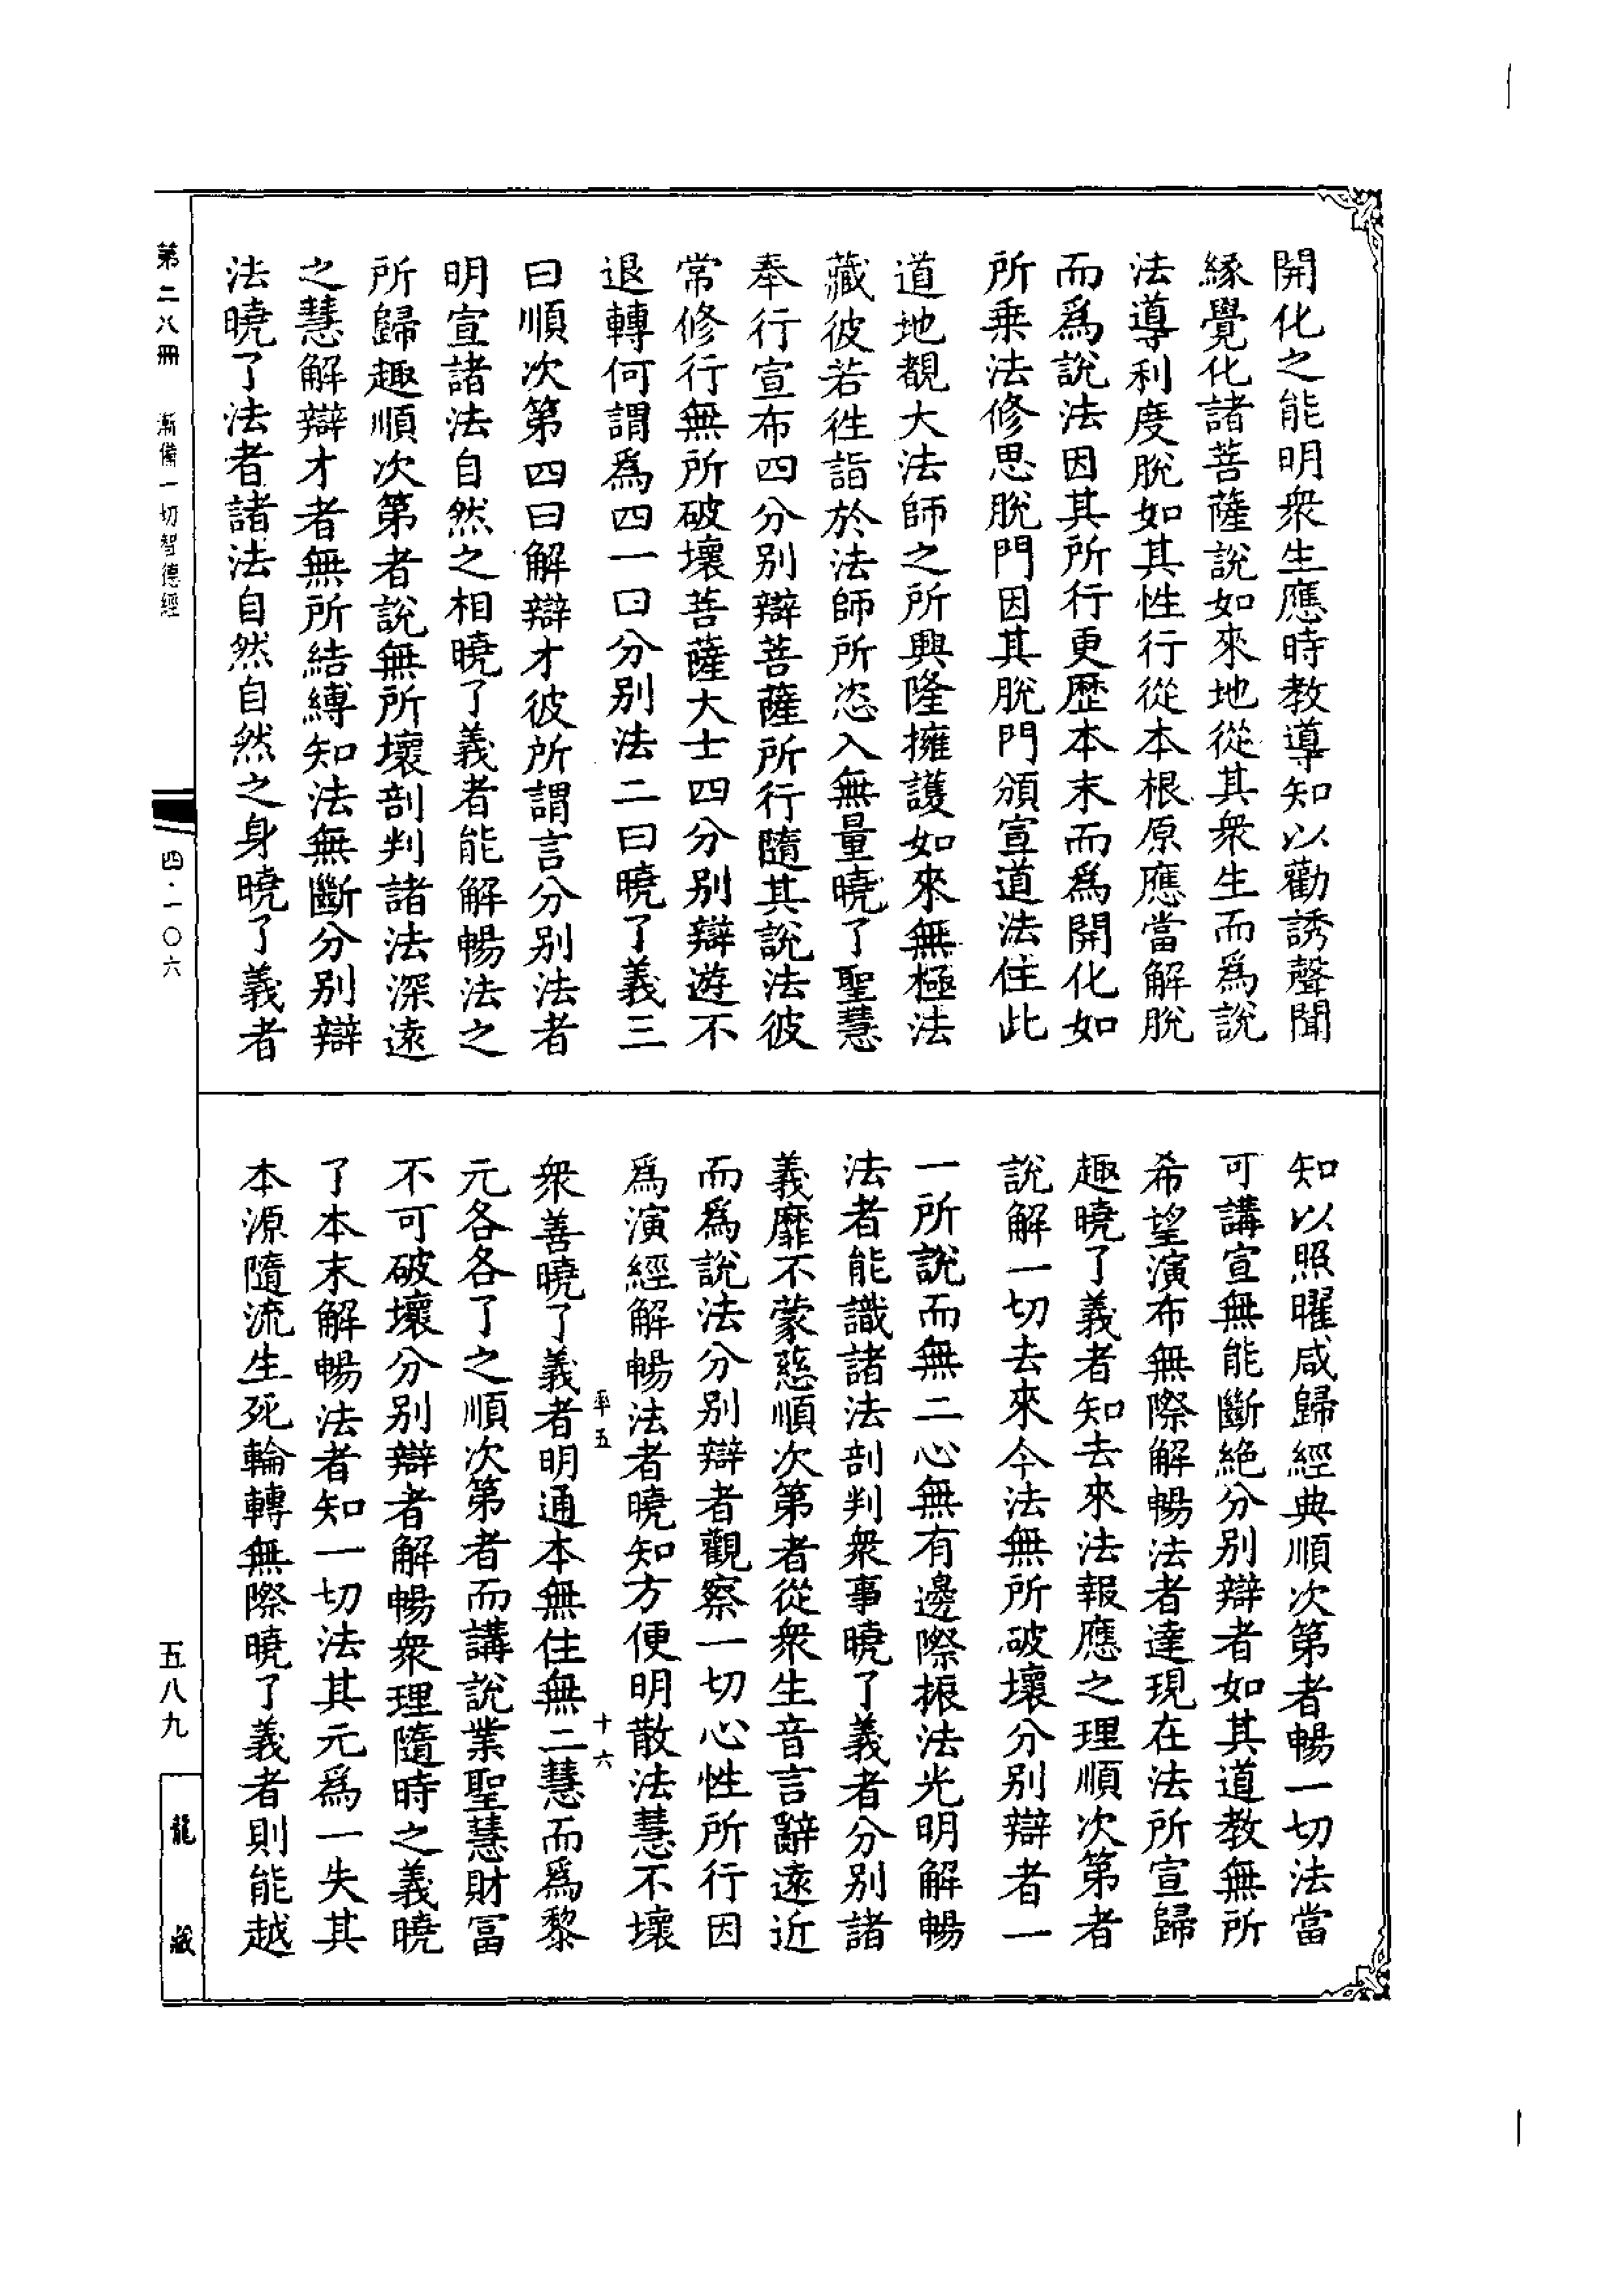 開化之能明衆生應時教導知以勸誘聲聞
緣覺化諸菩薩說如來地從其衆生而爲說
法導利度脫如其性行從本根原應當解脫
而爲說法因其所行更歷本末而爲開化如
所乗法修思脫門因其脫門頒宣道法住此
道地覩大法師之所興隆擁護如來無極法
藏彼若往詣於法師所恣入無量曉了聖慧
奉行宣布四分別辯菩薩所行隨其說法彼
常修行無所破壞菩薩大士四分別辯遊不
退轉何謂爲四一曰分別法二曰曉了義三
曰順次第四曰解辯才彼所謂言分別法者
明宣諸法自然之相曉了義者能解暢法之
所歸趣順次第者說無所壞剖判諸法深遠
之慧解辯才者無所結縛知法無斷分別辯
法曉了法者諸法自然自然之身曉了義者
知以照曜咸歸經典順次第者暢一切法當
可講宣無能斷絶分別辯者如其道教無所
希望演布無際解暢法者達現在法所宣歸
趣曉了義者知去來法報應之理順次第者
說解一切去來今法無所破壞分別辯者一
一所說而無二心無有邊際振法光明解暢
法者能識諸法剖判衆事曉了義者分別諸
義靡不蒙慈順次第者從衆生音言辭遠近
而爲說法分別辯者觀察一切心性所行因
爲演經解暢法者曉知方便明散法慧不壞
衆善曉了義者明通本無住無二慧而爲黎
元各各了之順次第者而講說業聖慧財富
不可破壞分別辯者解暢衆理隨時之義曉
了本末解暢法者知一切法其元爲一失其
本源隨流生死輪轉無際曉了義者則能越
率五
十六
第二八冊
漸備一切智德經
四·一〇六
五八九
龍藏